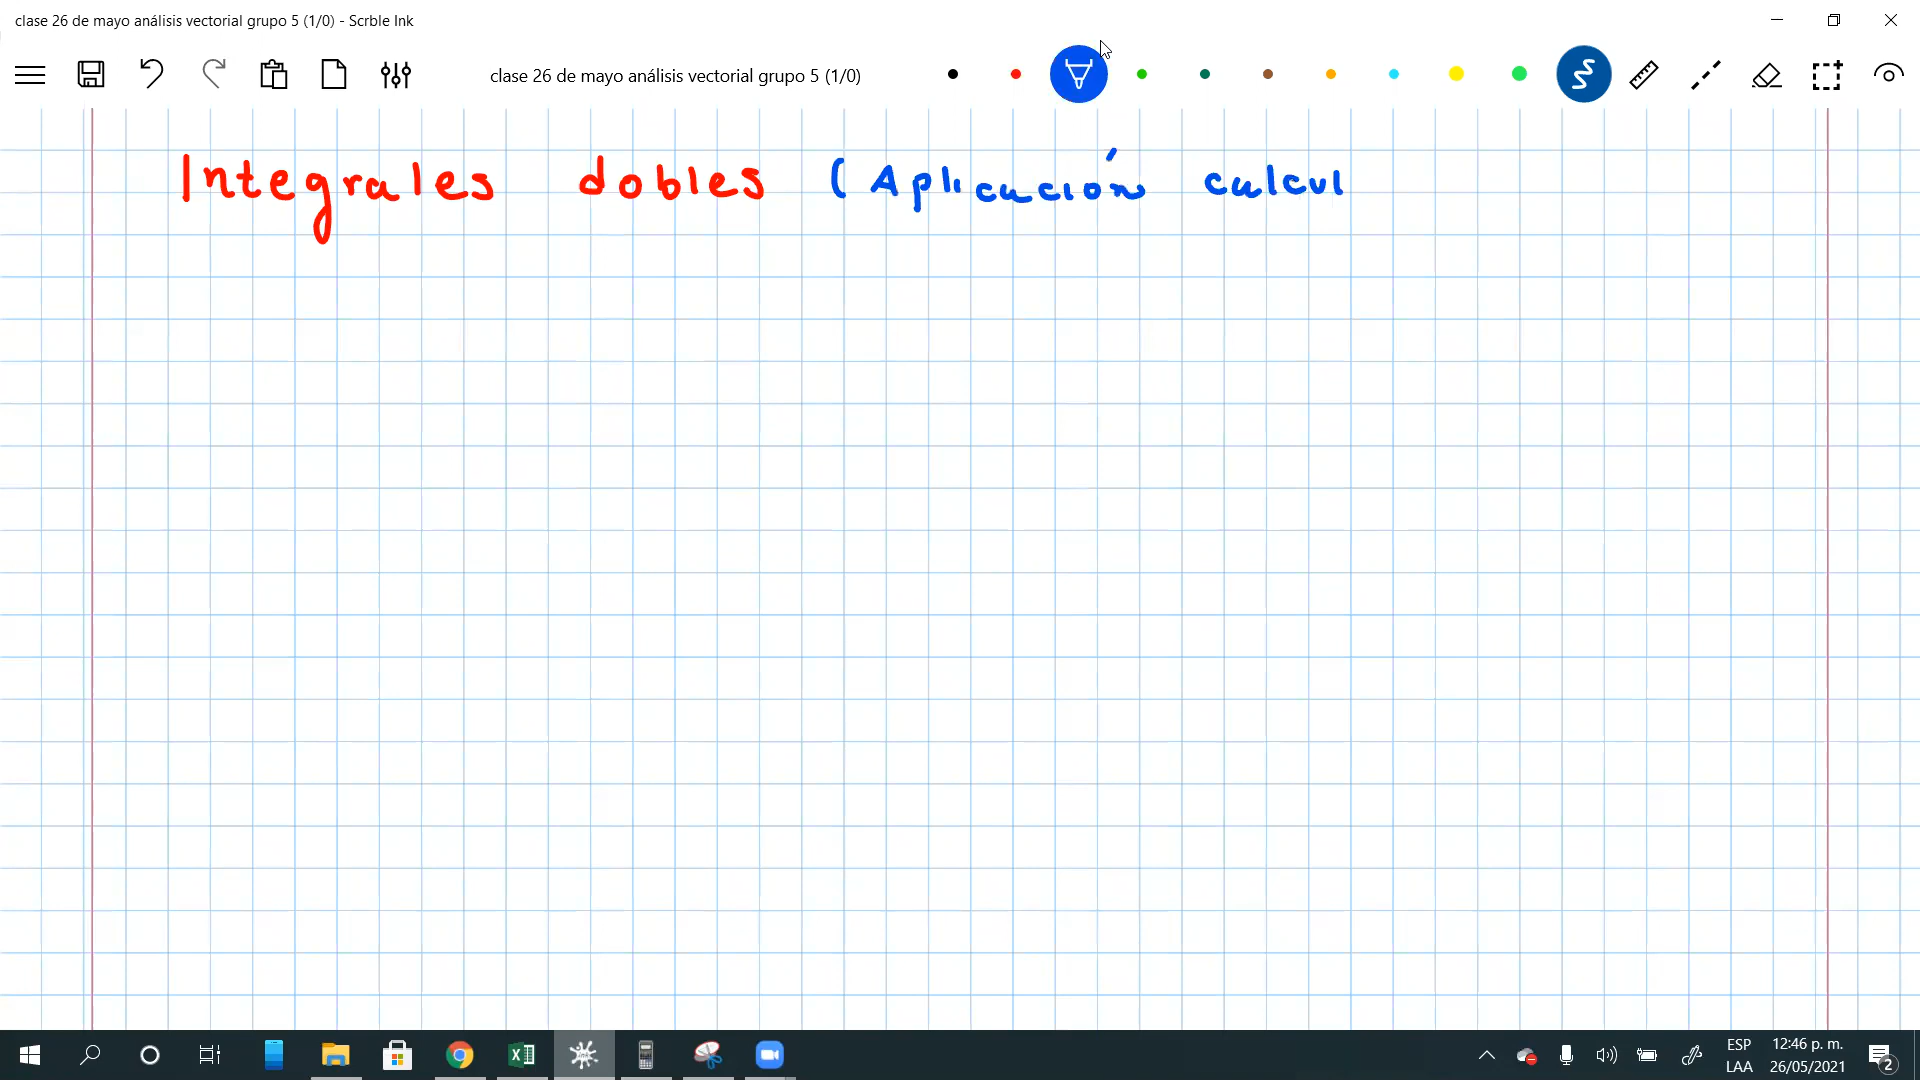 clase 26 de mayo análisis vectorial grupo 5 (1/0) - Scrble Ink
clase 26 de mayo análisis vectorial grupo 5 (1/0)
Integrales dobles (Aplicación calcul
ESP
LAA
12:46 p. m.
26/05/2021
2